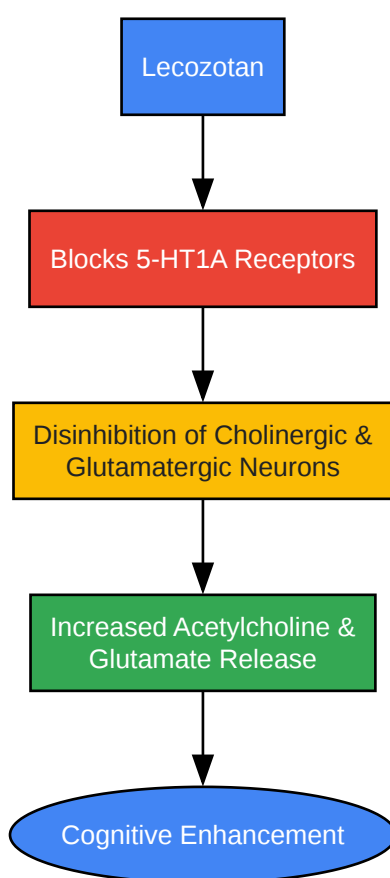 Lecozotan
Blocks 5-HT1A Receptors
Disinhibition of Cholinergic &
Glutamatergic Neurons
Increased Acetylcholine &
Glutamate Release
Cognitive Enhancement